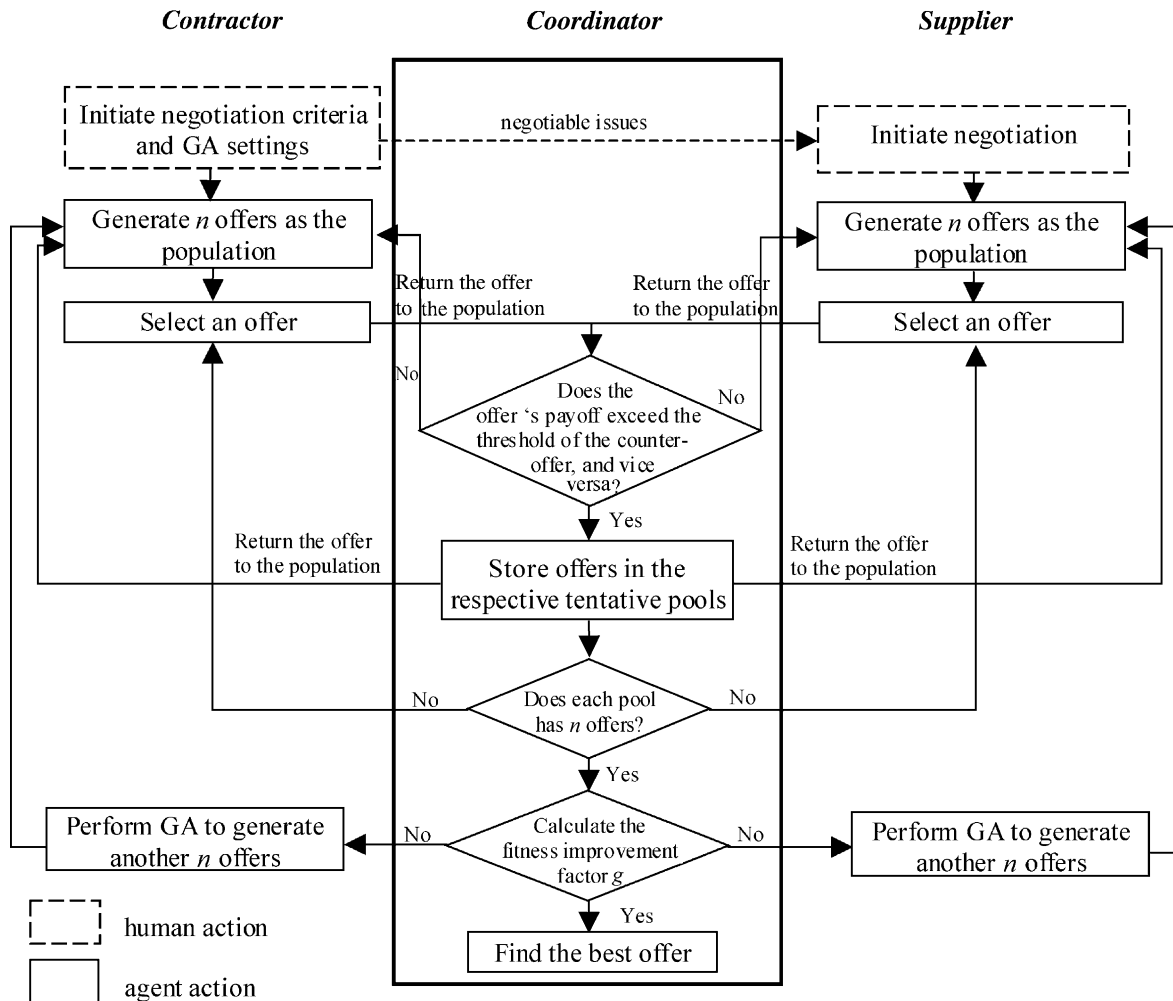 Contractor
Coordinator
Supplier
Initiate negotiation criteria
and GA settings
negotiable issues
Initiate negotiation
Generate n offers as the
population
Generate n offers as the
population
Return the offer
to the population
Return the offer
to the population
Select an offer
Select an offer
No
No
Does the
offer ‘s payoff exceed the
threshold of the counter-
offer, and vice
versa?
Yes
Return the offer
to the population
Return the offer
to the population
Store offers in the
respective tentative pools
No
No
Does each pool
has n offers?
Yes
Perform GA to generate
another n offers
No
Calculate the
fitness improvement
factor g
No
Perform GA to generate
another n offers
Yes
human action
Find the best offer
agent action